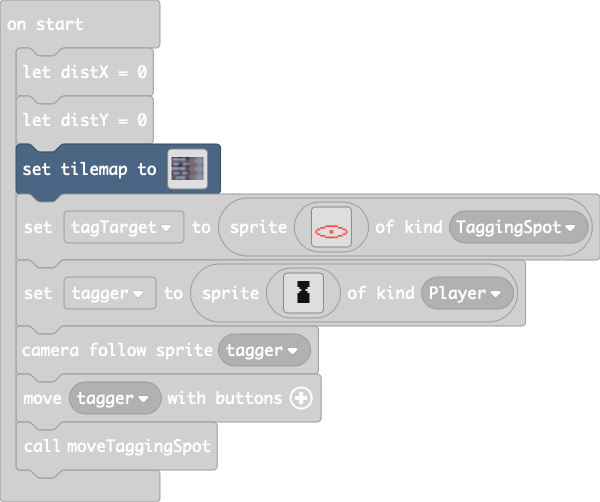 on start
let distX = 0
let distY = 0
set tilemap to
set tagTarget to sprite of kind TaggingSpot
set tagger to sprite of kind Player
camera follow sprite tagger
move tagger with buttons
call moveTaggingSpot